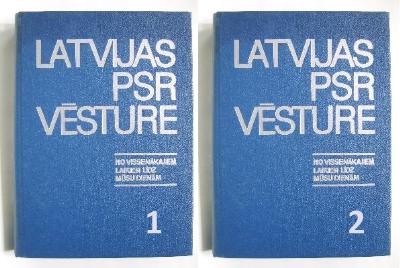 LATVIJAS
PSR
VĒSTURE
NO VISSENĀKAJIEM
LAIKIEM LĪDZ
MŪSU DIENĀM
1
LATVIJAS
PSR
VĒSTURE
NO VISSENĀKAJIEM
LAIKIEM LĪDZ
MŪSU DIENĀM
2